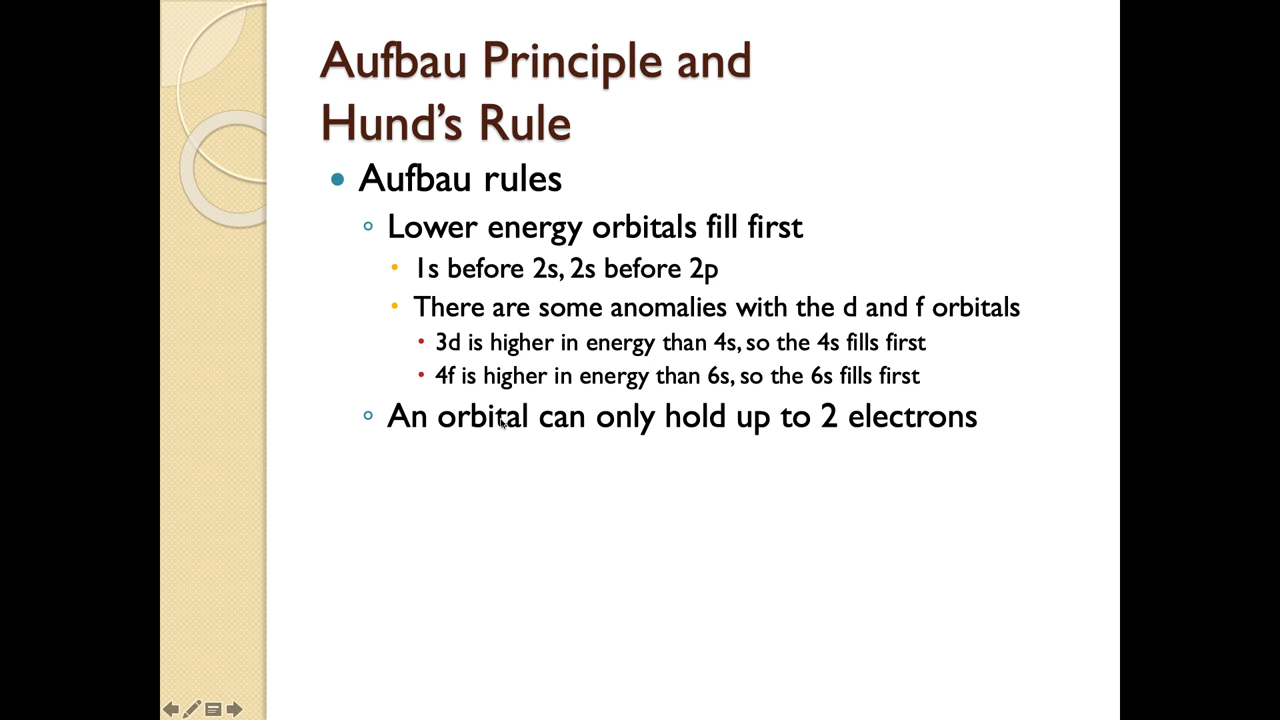 Aufbau Principle and
Hund’s Rule
Aufbau rules
Lower energy orbitals fill first
1s before 2s, 2s before 2p
There are some anomalies with the d and f orbitals
3d is higher in energy than 4s, so the 4s fills first
4f is higher in energy than 6s, so the 6s fills first
An orbital can only hold up to 2 electrons